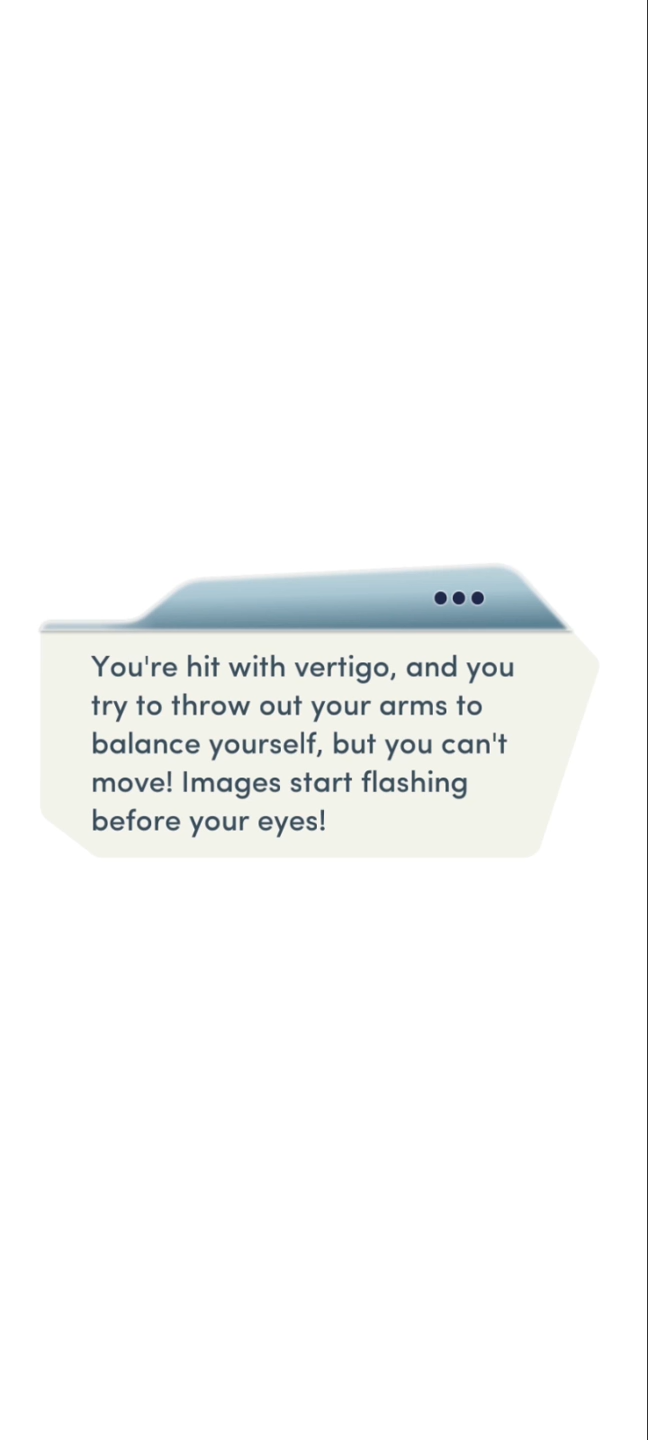 You're hit with vertigo, and you
try to throw out your arms to
balance yourself, but you can't
move! Images start flashing
before your eyes!